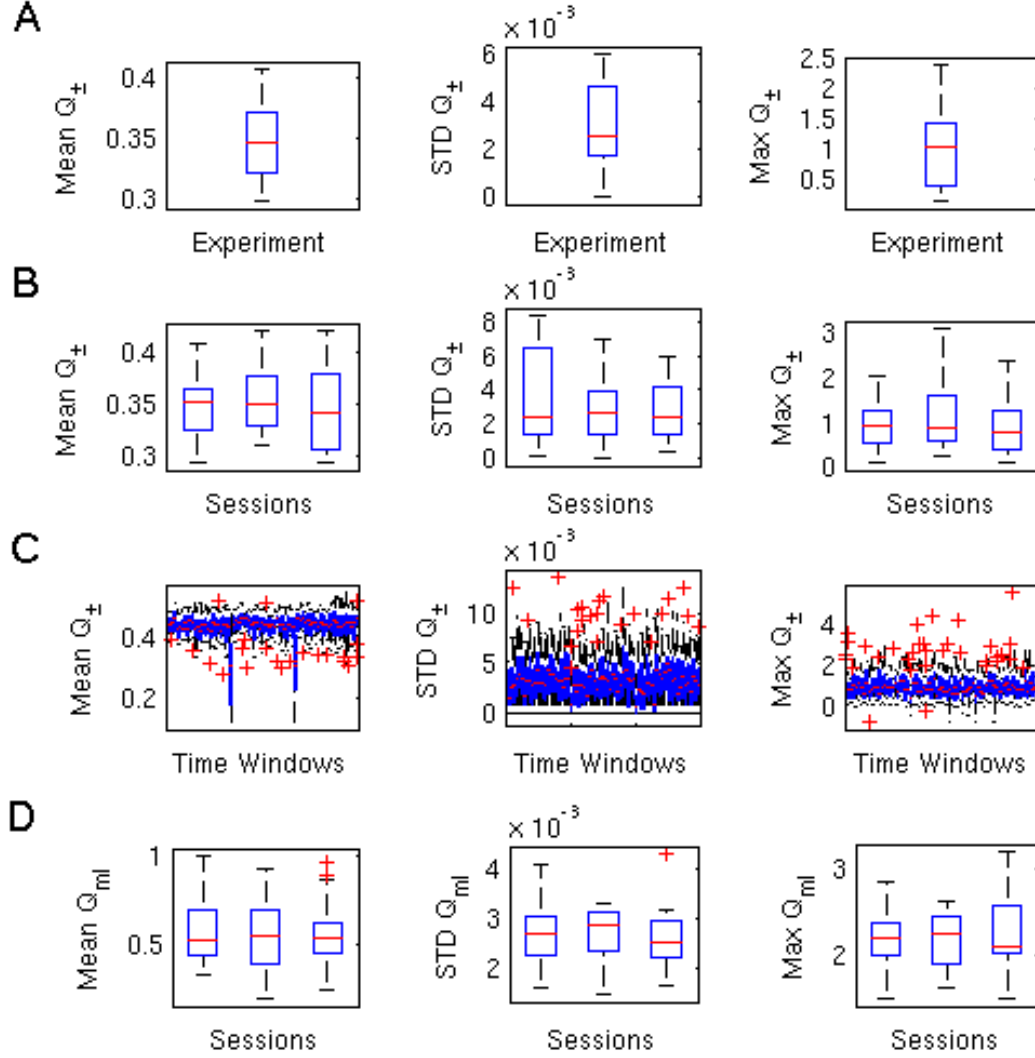 A
Mean Q±
0.4
0.35
0.3
Experiment
× 10⁻³
STD Q±
6
4
2
0
Experiment
Max Q±
2.5
2
1.5
1
0.5
Experiment
B
Mean Q±
0.4
0.35
0.3
Sessions
× 10⁻³
STD Q±
8
6
4
2
0
Sessions
Max Q±
3
2
1
0
Sessions
C
Mean Q±
0.4
0.2
Time Windows
× 10⁻³
STD Q±
10
5
0
Time Windows
Max Q±
4
2
0
Time Windows
D
Mean Qml
1
0.5
Sessions
× 10⁻³
STD Qml
4
3
2
Sessions
Max Qml
3
2
Sessions